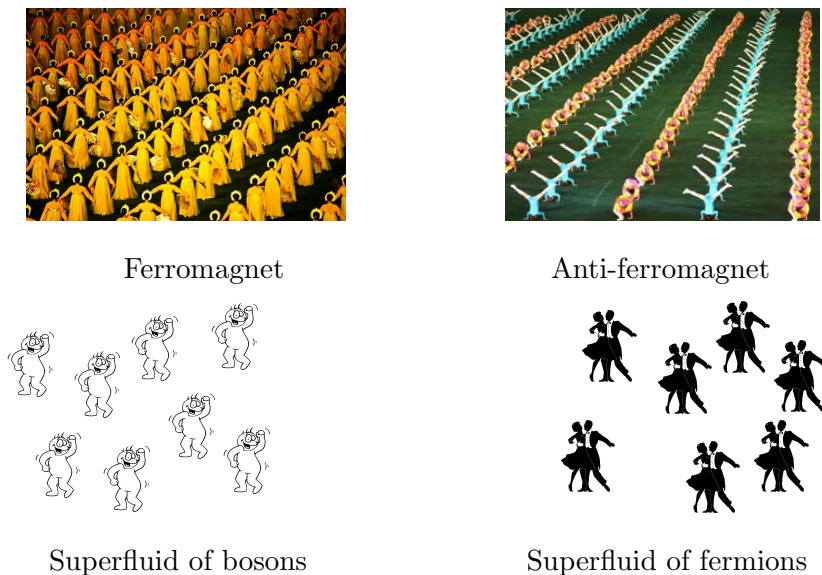 Ferromagnet
Anti-ferromagnet
Superfluid of bosons
Superfluid of fermions